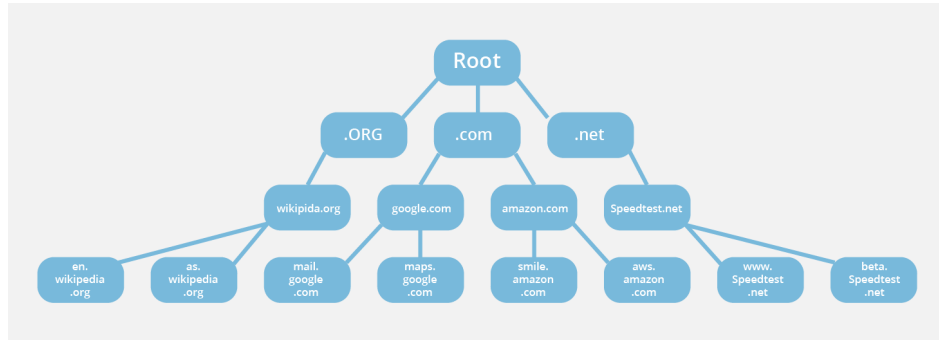 Root
.ORG
.com
.net
wikipida.org
google.com
amazon.com
Speedtest.net
en.
wikipedia
.org
as.
wikipedia
.org
mail.
google
.com
maps.
google
.com
smile.
amazon
.com
aws.
amazon
.com
www.
Speedtest
.net
beta.
Speedtest
.net